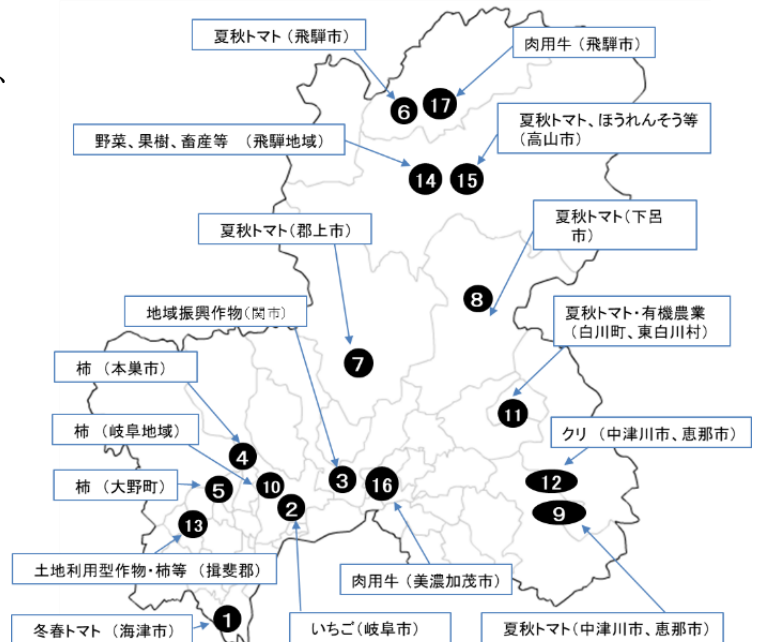 、
夏秋トマト（飛騨市）
肉用牛（飛騨市）
6
17
夏秋トマト、ほうれんそう等
（高山市）
野菜、果樹、畜産等　（飛騨地域）
14
15
夏秋トマト（郡上市）
夏秋トマト（下呂
市）
8
地域振興作物（関市）
夏秋トマト・有機農業
（白川町、東白川村）
7
柿　（本巣市）
11
柿　（岐阜地域）
クリ　（中津川市、恵那市）
4
柿　（大野町）
5
10
3
16
12
2
9
13
土地利用型作物・柿等　（揖斐郡）
肉用牛（美濃加茂市）
1
冬春トマト　（海津市）
いちご（岐阜市）
夏秋トマト（中津川市、恵那市）